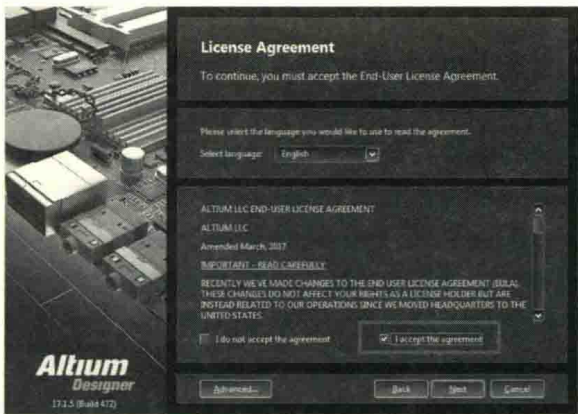 License Agreement
To continue, you must accept the End-User License Agreement.
Please select the language you would like to use to read the agreement.
Select language:
English
ALTIUM LLC END-USER LICENSE AGREEMENT
ALTIUM LLC
Amended March, 2017
IMPORTANT - READ CAREFULLY
RECENTLY WE'VE MADE CHANGES TO THE END USER LICENSE AGREEMENT (EULA).
THESE CHANGES DO NOT AFFECT YOUR RIGHTS AS A LICENSE HOLDER BUT ARE
INSTEAD RELATED TO OUR OPERATIONS SINCE WE MOVED HEADQUARTERS TO THE
UNITED STATES.
I do not accept the agreement
I accept the agreement
Altium
Designer
17.1.5 (Build 472)
Advanced...
Back
Next
Cancel